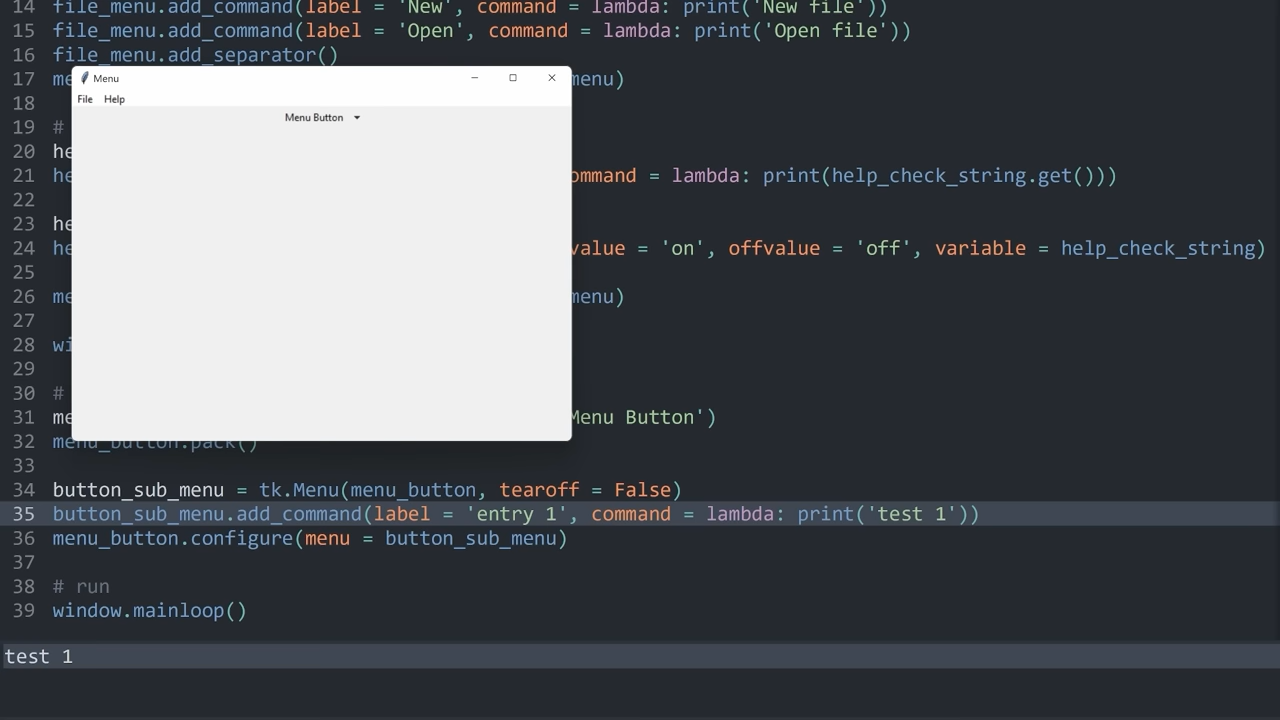 14 file_menu.add_command(label = 'New', command = lambda: print('New file'))
15 file_menu.add_command(label = 'Open', command = lambda: print('Open file'))
16 file_menu.add_separator()
17 me menu)
Menu
18
File Help
Menu Button
19 #
20 he
21 he ommand = lambda: print(help_check_string.get()))
22
23 he
24 he value = 'on', offvalue = 'off', variable = help_check_string)
25
26 me menu)
27
28 wi
29
30 #
31 me Menu Button')
32 menu_button.pack()
33
34 button_sub_menu = tk.Menu(menu_button, tearoff = False)
35 button_sub_menu.add_command(label = 'entry 1', command = lambda: print('test 1'))
36 menu_button.configure(menu = button_sub_menu)
37
38 # run
39 window.mainloop()
test 1